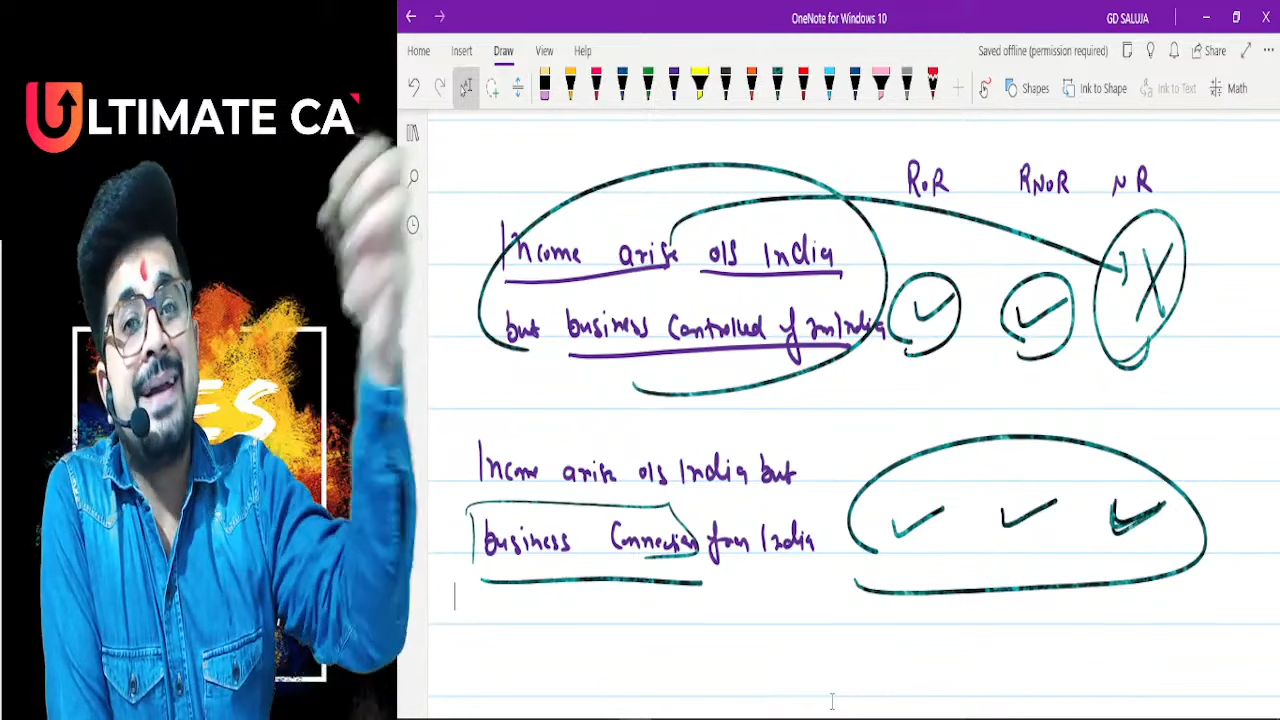 ULTIMATE CA
OneNote for Windows 10
GD SALUJA
Home Insert Draw View Help
Saved offline (permission required)
Share
Shapes
Ink to Shape
Ink to Text
Math
ROR RNOR NR
Income arise o/s India
but business Controlled from India
Income arise o/s India but
business Connection from India
ES